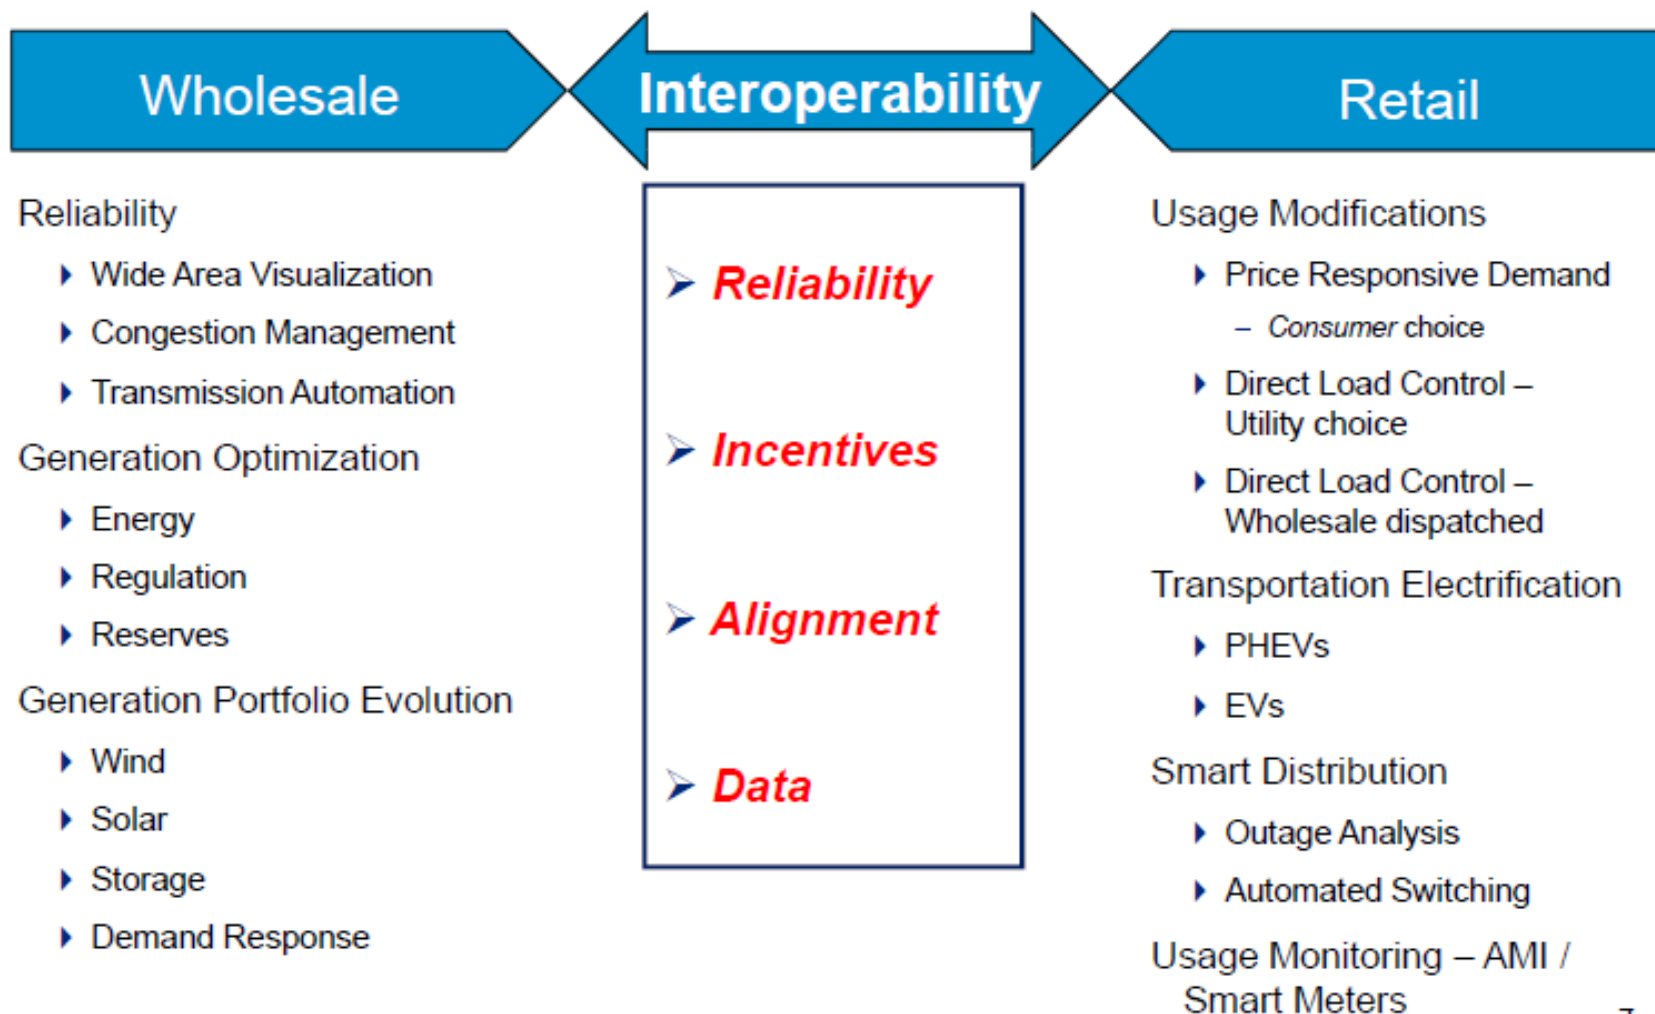 Wholesale
Interoperability
Retail
Reliability
Wide Area Visualization
Congestion Management
Transmission Automation
Generation Optimization
Energy
Regulation
Reserves
Generation Portfolio Evolution
Wind
Solar
Storage
Demand Response
Reliability
Incentives
Alignment
Data
Usage Modifications
Price Responsive Demand
– Consumer choice
Direct Load Control –
Utility choice
Direct Load Control –
Wholesale dispatched
Transportation Electrification
PHEVs
EVs
Smart Distribution
Outage Analysis
Automated Switching
Usage Monitoring – AMI /
Smart Meters